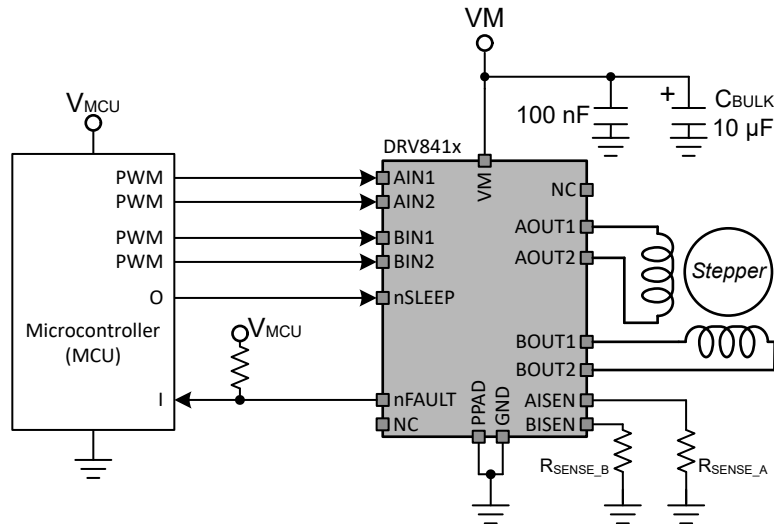 VM
VMCU
100 nF
+
CBULK
10 µF
DRV841x
PWM
PWM
PWM
PWM
O
Microcontroller
(MCU)
I
VMCU
AIN1
AIN2
BIN1
BIN2
nSLEEP
nFAULT
NC
VM
NC
AOUT1
AOUT2
BOUT1
BOUT2
AISEN
BISEN
PPAD
GND
Stepper
RSENSE_B
RSENSE_A